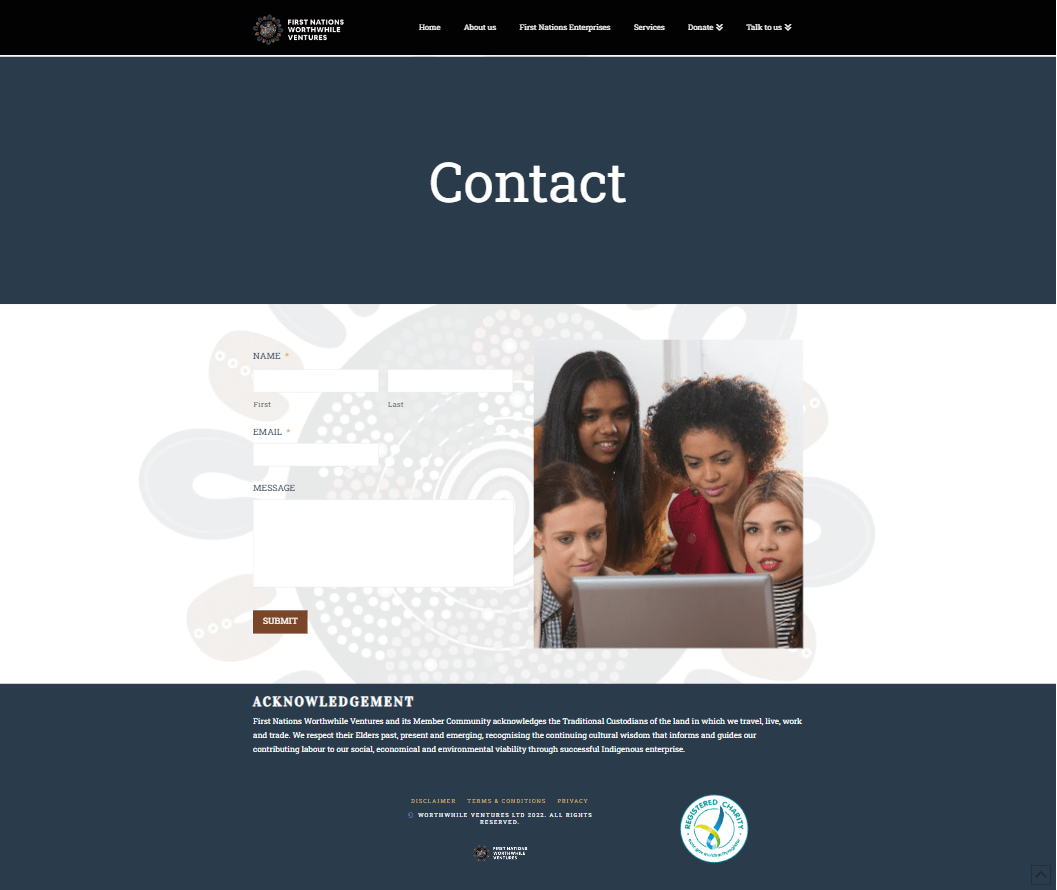 FIRST NATIONS
WORTHWHILE
VENTURES
Home About us First Nations Enterprises Services Donate Talk to us
Contact
NAME *
First Last
EMAIL *
MESSAGE
SUBMIT
ACKNOWLEDGEMENT
First Nations Worthwhile Ventures and its Member Community acknowledges the Traditional Custodians of the land in which we travel, live, work
and trade. We respect their Elders past, present and emerging, recognising the continuing cultural wisdom that informs and guides our
contributing labour to our social, economical and environmental viability through successful Indigenous enterprise.
DISCLAIMER TERMS & CONDITIONS PRIVACY
© WORTHWHILE VENTURES LTD 2022. ALL RIGHTS
RESERVED.
FIRST NATIONS
WORTHWHILE
VENTURES
REGISTERED CHARITY